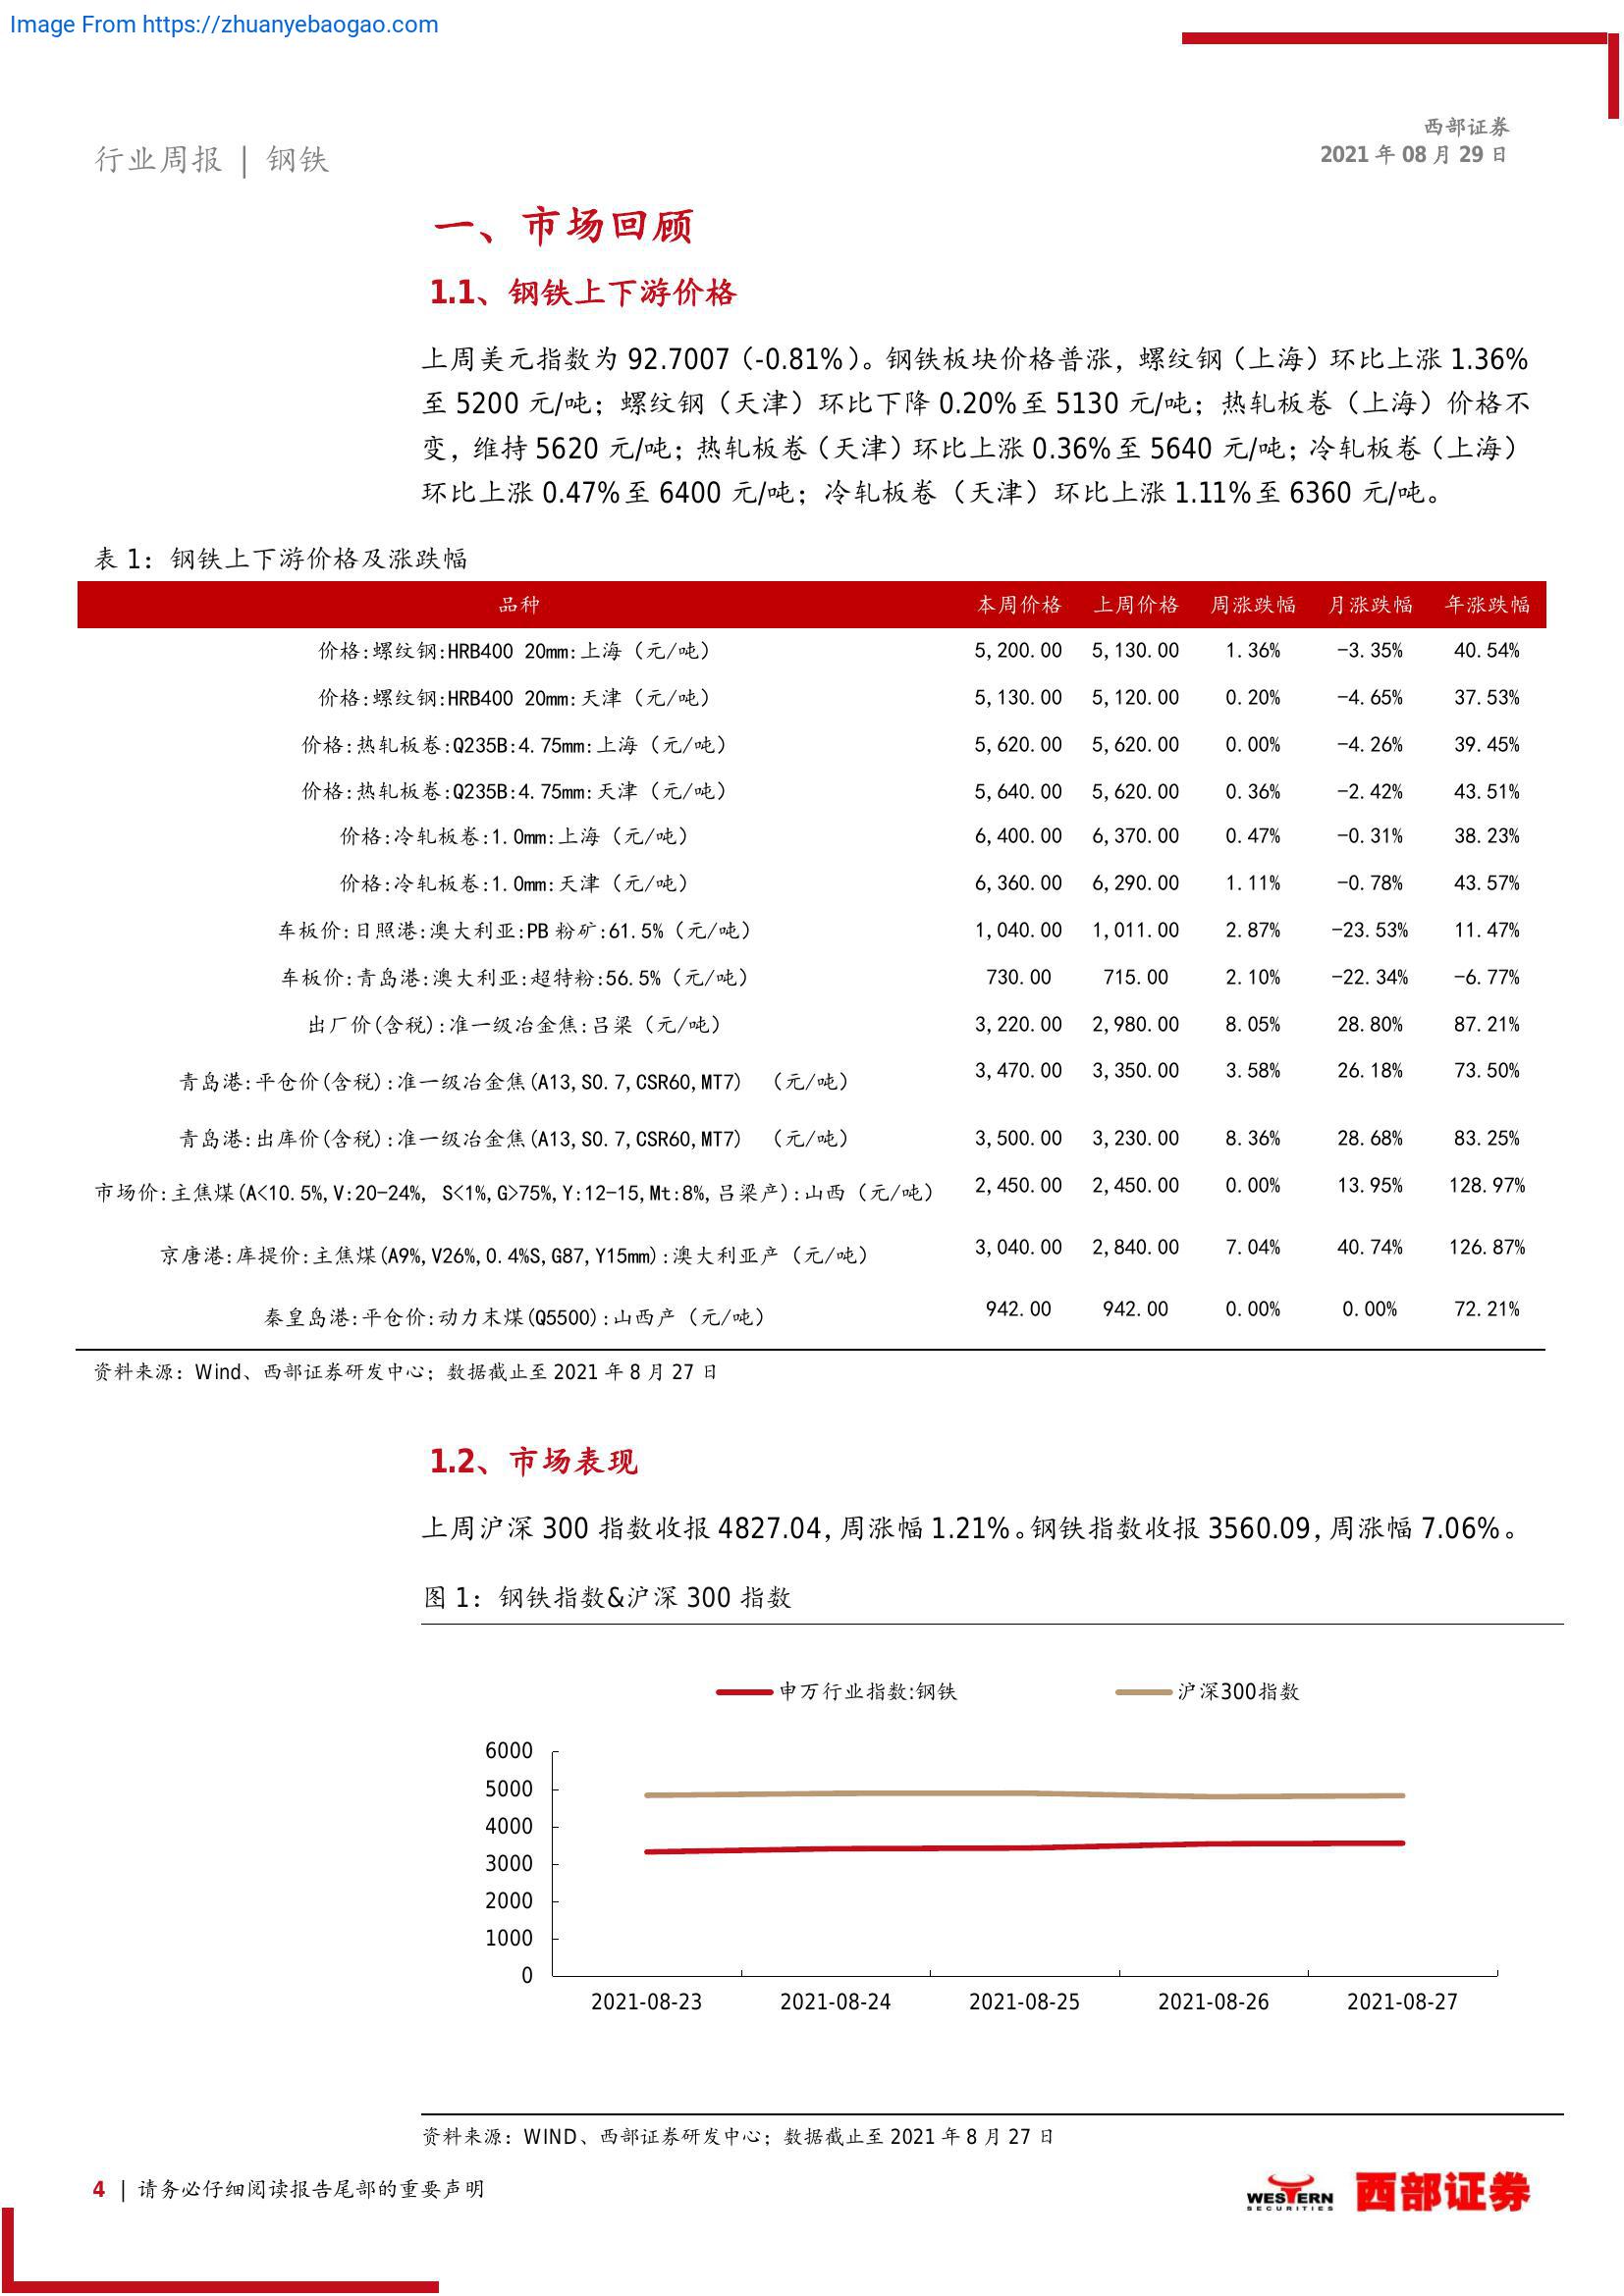 Image From https://zhuanyebaogao.com
西部证券
行业周报 | 钢铁
2021 年 08 月 29 日
一、市场回顾
1.1、钢铁上下游价格
上周美元指数为 92.7007（-0.81%）。钢铁板块价格普涨，螺纹钢（上海）环比上涨 1.36%
至 5200 元/吨；螺纹钢（天津）环比下降 0.20%至 5130 元/吨；热轧板卷（上海）价格不
变，维持 5620 元/吨；热轧板卷（天津）环比上涨 0.36%至 5640 元/吨；冷轧板卷（上海）
环比上涨 0.47%至 6400 元/吨；冷轧板卷（天津）环比上涨 1.11%至 6360 元/吨。
表 1：钢铁上下游价格及涨跌幅
品种 本周价格 上周价格 周涨跌幅 月涨跌幅 年涨跌幅
价格:螺纹钢:HRB400 20mm:上海（元/吨） 5,200.00 5,130.00 1.36% -3.35% 40.54%
价格:螺纹钢:HRB400 20mm:天津（元/吨） 5,130.00 5,120.00 0.20% -4.65% 37.53%
价格:热轧板卷:Q235B:4.75mm:上海（元/吨） 5,620.00 5,620.00 0.00% -4.26% 39.45%
价格:热轧板卷:Q235B:4.75mm:天津（元/吨） 5,640.00 5,620.00 0.36% -2.42% 43.51%
价格:冷轧板卷:1.0mm:上海（元/吨） 6,400.00 6,370.00 0.47% -0.31% 38.23%
价格:冷轧板卷:1.0mm:天津（元/吨） 6,360.00 6,290.00 1.11% -0.78% 43.57%
车板价:日照港:澳大利亚:PB 粉矿:61.5%（元/吨） 1,040.00 1,011.00 2.87% -23.53% 11.47%
车板价:青岛港:澳大利亚:超特粉:56.5%（元/吨） 730.00 715.00 2.10% -22.34% -6.77%
出厂价(含税):准一级冶金焦:吕梁（元/吨） 3,220.00 2,980.00 8.05% 28.80% 87.21%
青岛港:平仓价(含税):准一级冶金焦(A13,S0.7,CSR60,MT7) （元/吨） 3,470.00 3,350.00 3.58% 26.18% 73.50%
青岛港:出库价(含税):准一级冶金焦(A13,S0.7,CSR60,MT7) （元/吨） 3,500.00 3,230.00 8.36% 28.68% 83.25%
市场价:主焦煤(A<10.5%,V:20-24%, S<1%,G>75%,Y:12-15,Mt:8%,吕梁产):山西（元/吨） 2,450.00 2,450.00 0.00% 13.95% 128.97%
京唐港:库提价:主焦煤(A9%,V26%,0.4%S,G87,Y15mm):澳大利亚产（元/吨） 3,040.00 2,840.00 7.04% 40.74% 126.87%
秦皇岛港:平仓价:动力末煤(Q5500):山西产（元/吨） 942.00 942.00 0.00% 0.00% 72.21%
资料来源：Wind、西部证券研发中心；数据截止至 2021 年 8 月 27 日
1.2、市场表现
上周沪深 300 指数收报 4827.04，周涨幅 1.21%。钢铁指数收报 3560.09，周涨幅 7.06%。
图 1：钢铁指数&沪深 300 指数
申万行业指数:钢铁 沪深300指数
6000
5000
4000
3000
2000
1000
0
2021-08-23 2021-08-24 2021-08-25 2021-08-26 2021-08-27
资料来源：WIND、西部证券研发中心；数据截止至 2021 年 8 月 27 日
4 | 请务必仔细阅读报告尾部的重要声明
WESTERN
SECURITIES
西部证券